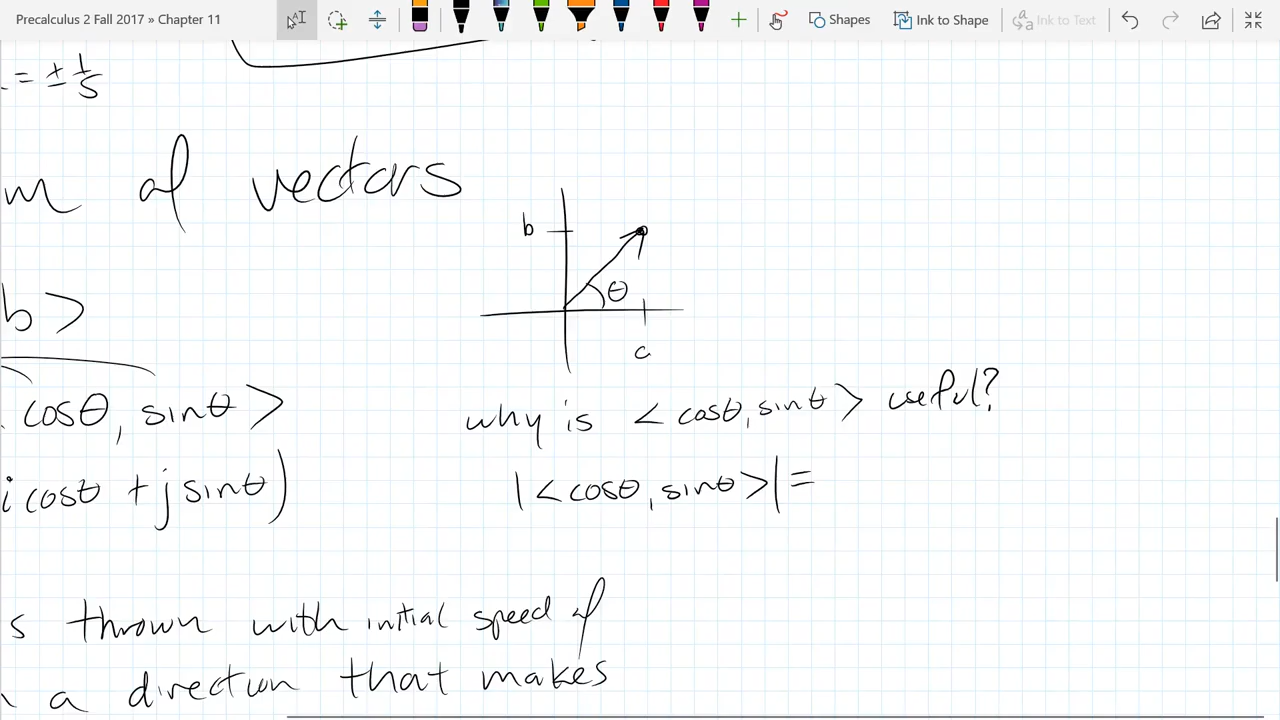 Precalculus 2 Fall 2017 » Chapter 11
Shapes
Ink to Shape
Ink to Text
= ± 1/5
m of vectors
b
θ
a
b >
cosθ, sinθ >
i cosθ + j sinθ)
why is < cosθ, sinθ > useful?
|< cosθ, sinθ >| =
s thrown with initial speed of
a direction that makes